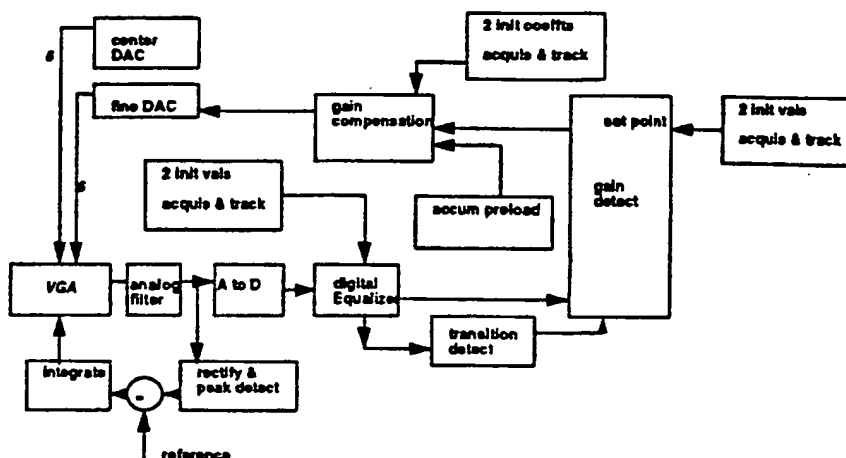 center
DAC
6
fine DAC
6
2 init coeffts
acquis & track
gain
compensation
set point
gain
detect
2 init vals
acquis & track
2 init vals
acquis & track
accum preload
VGA
analog
filter
A to D
digital
Equalizer
transition
detect
integrate
-
rectify &
peak detect
reference